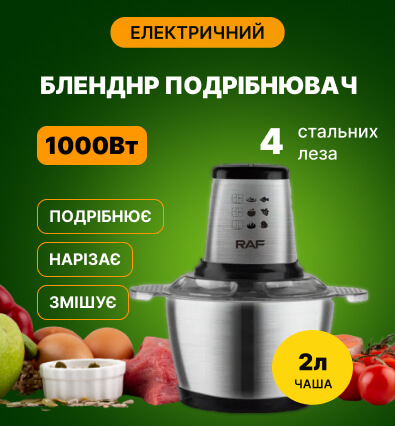 ЕЛЕКТРИЧНИЙ
БЛЕНДНР ПОДРІБНЮВАЧ
1000Вт
4 стальних
леза
ПОДРІБНЮЄ
НАРІЗАЄ
ЗМІШУЄ
RAF
2л
ЧАША